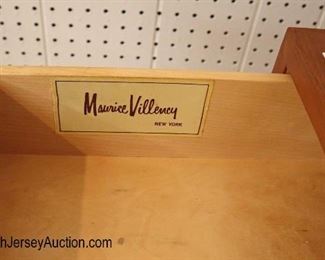 Maurice Villency
NEW YORK
hJerseyAuction.com